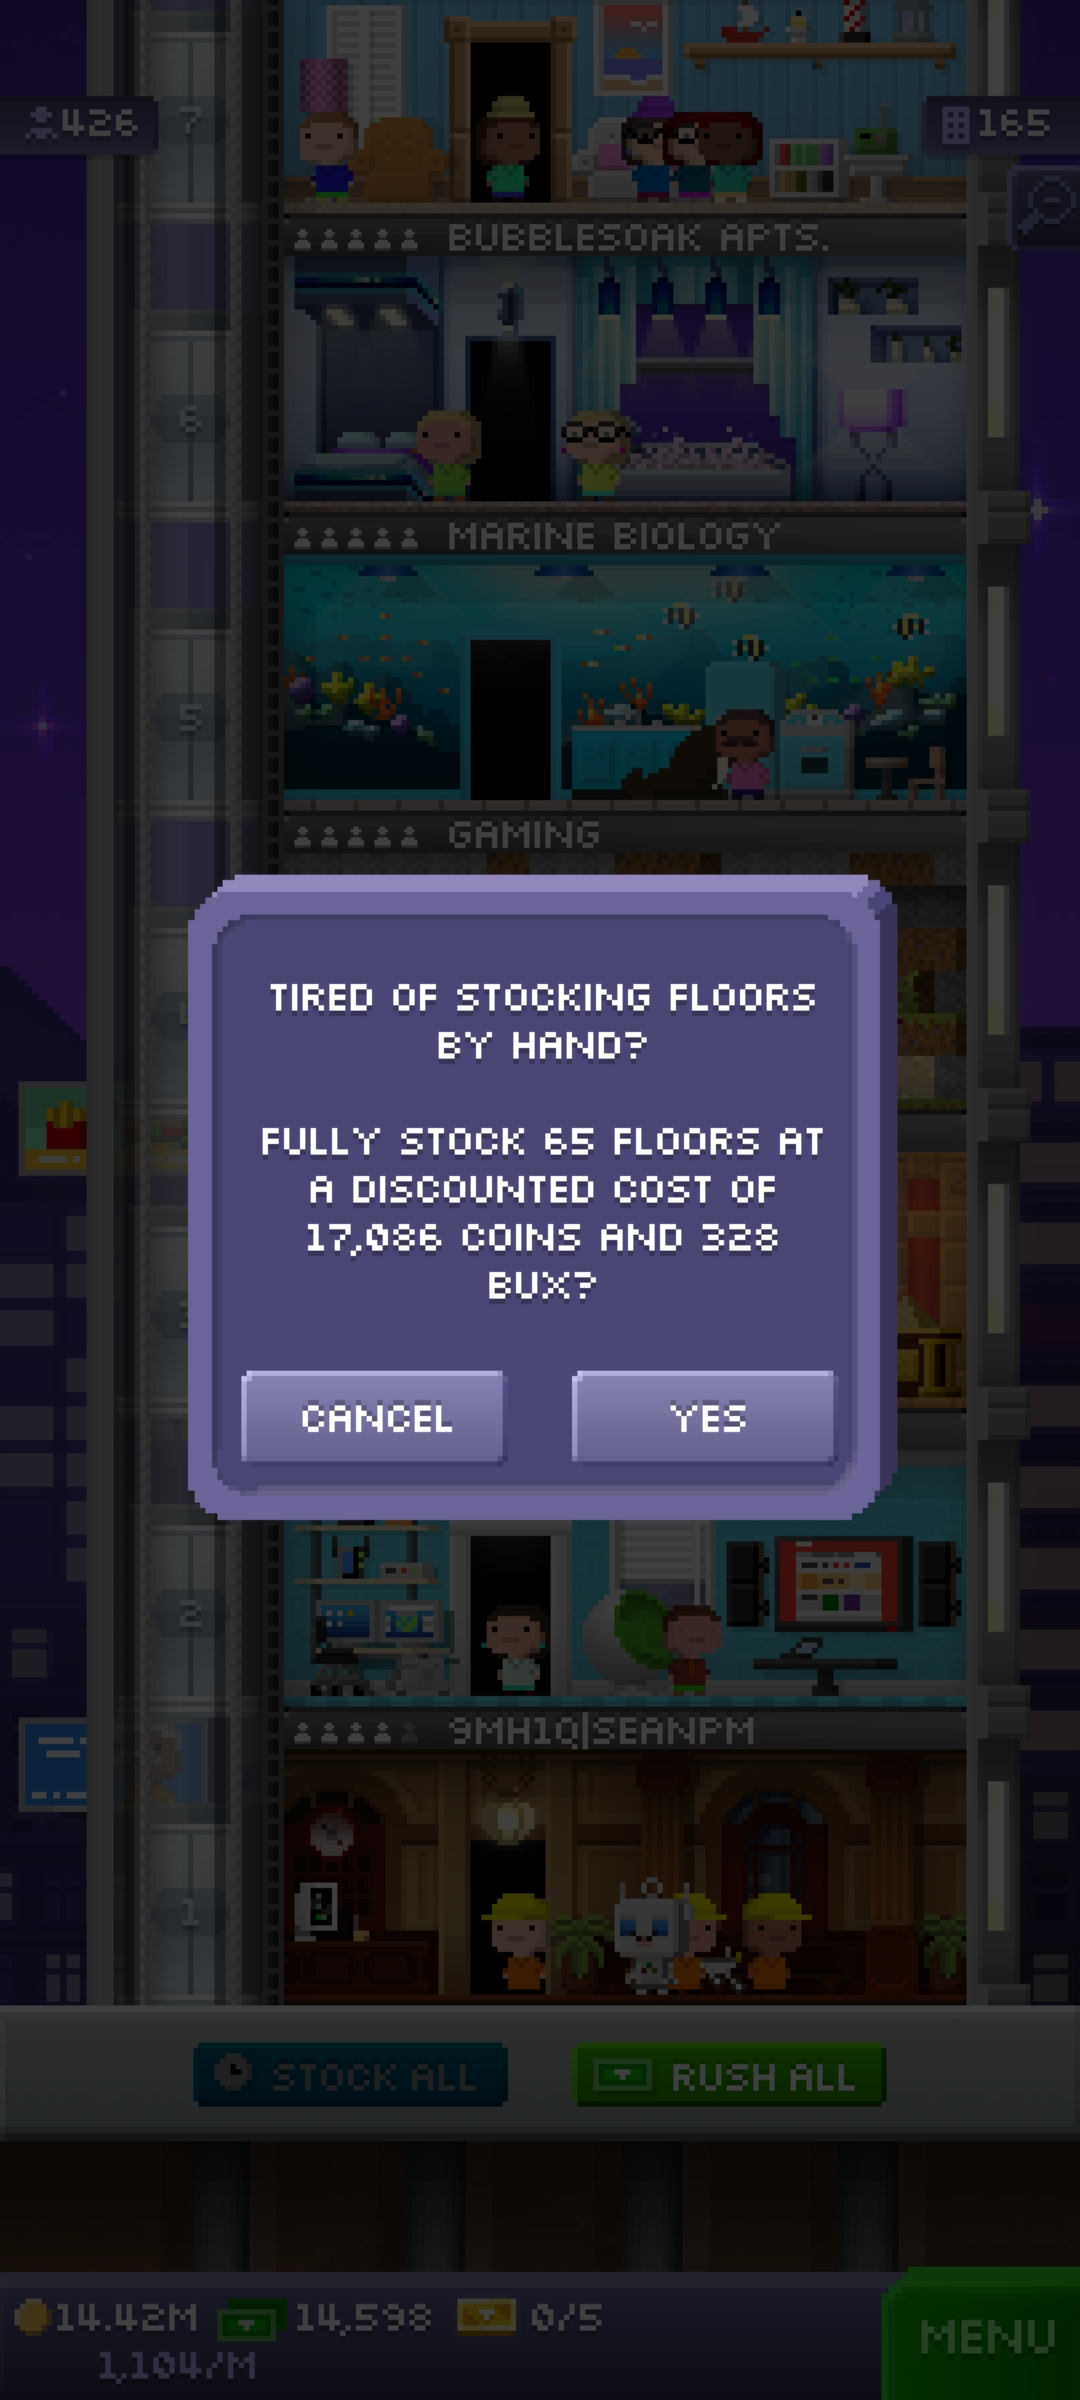 426
7
165
BUBBLESOAK APTS.
6
MARINE BIOLOGY
5
GAMING
TIRED OF STOCKING FLOORS
BY HAND?
FULLY STOCK 65 FLOORS AT
A DISCOUNTED COST OF
17,086 COINS AND 328
BUX?
CANCEL
YES
2
9MH1Q|SEANPM
1
STOCK ALL
RUSH ALL
14.42M
14,598
0/5
MENU
1,104/M